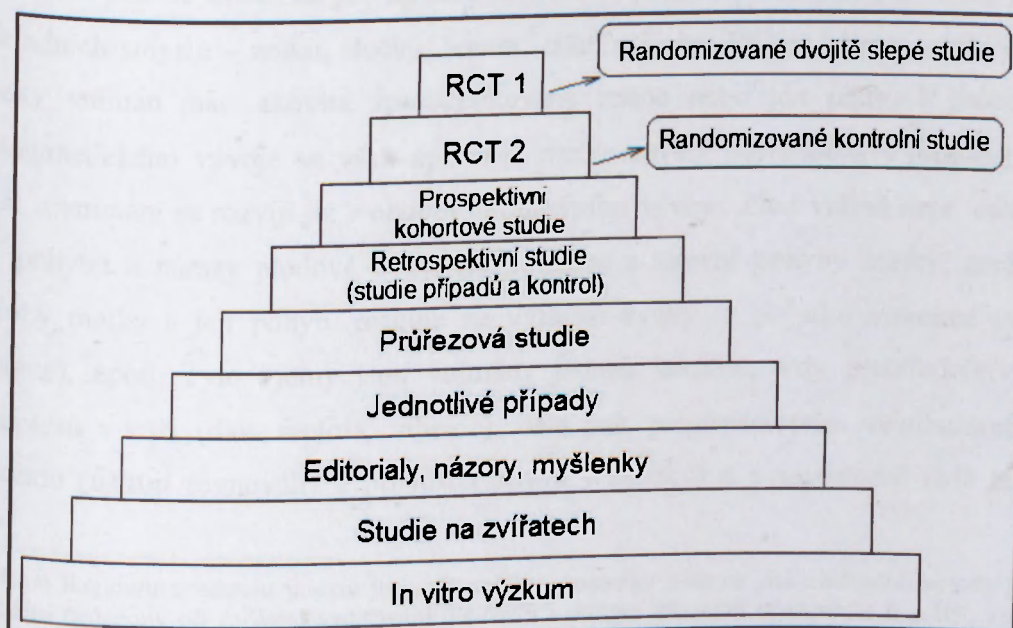 RCT 1
Randomizované dvojitě slepé studie
RCT 2
Randomizované kontrolní studie
Prospektivní
kohortové studie
Retrospektivní studie
(studie případů a kontrol)
Průřezová studie
Jednotlivé případy
Editorialy, názory, myšlenky
Studie na zvířatech
In vitro výzkum